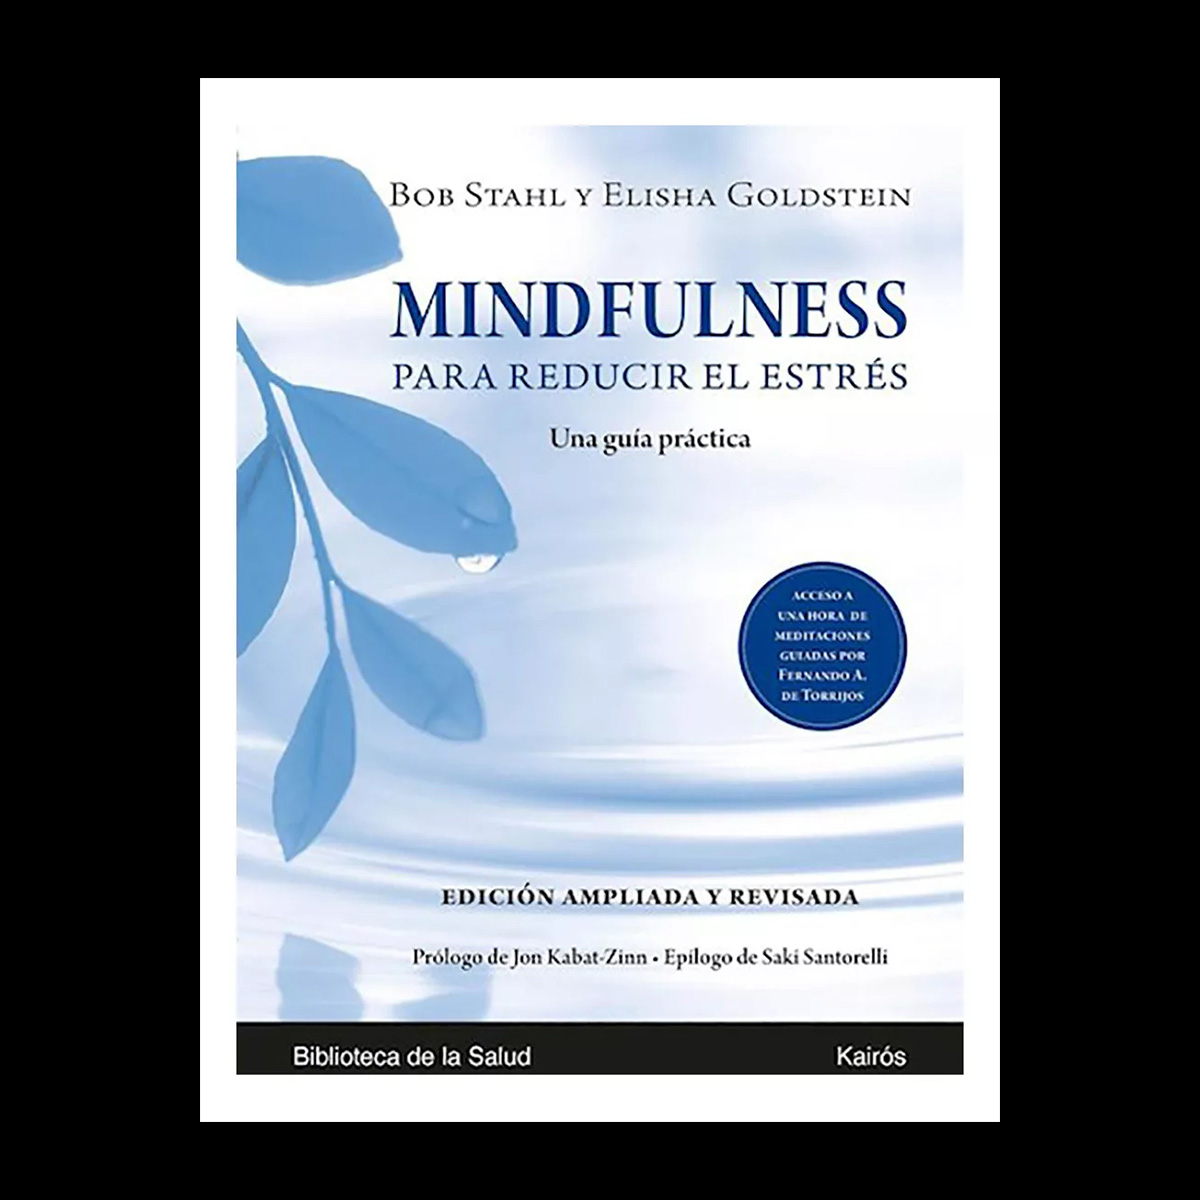 BOB STAHL Y ELISHA GOLDSTEIN
MINDFULNESS
PARA REDUCIR EL ESTRÉS
Una guía práctica
ACCESO A
UNA HORA DE
MEDITACIONES
GUIADAS POR
FERNANDO A.
DE TORRIJOS
EDICIÓN AMPLIADA Y REVISADA
Prólogo de Jon Kabat-Zinn • Epílogo de Saki Santorelli
Biblioteca de la Salud
Kairós